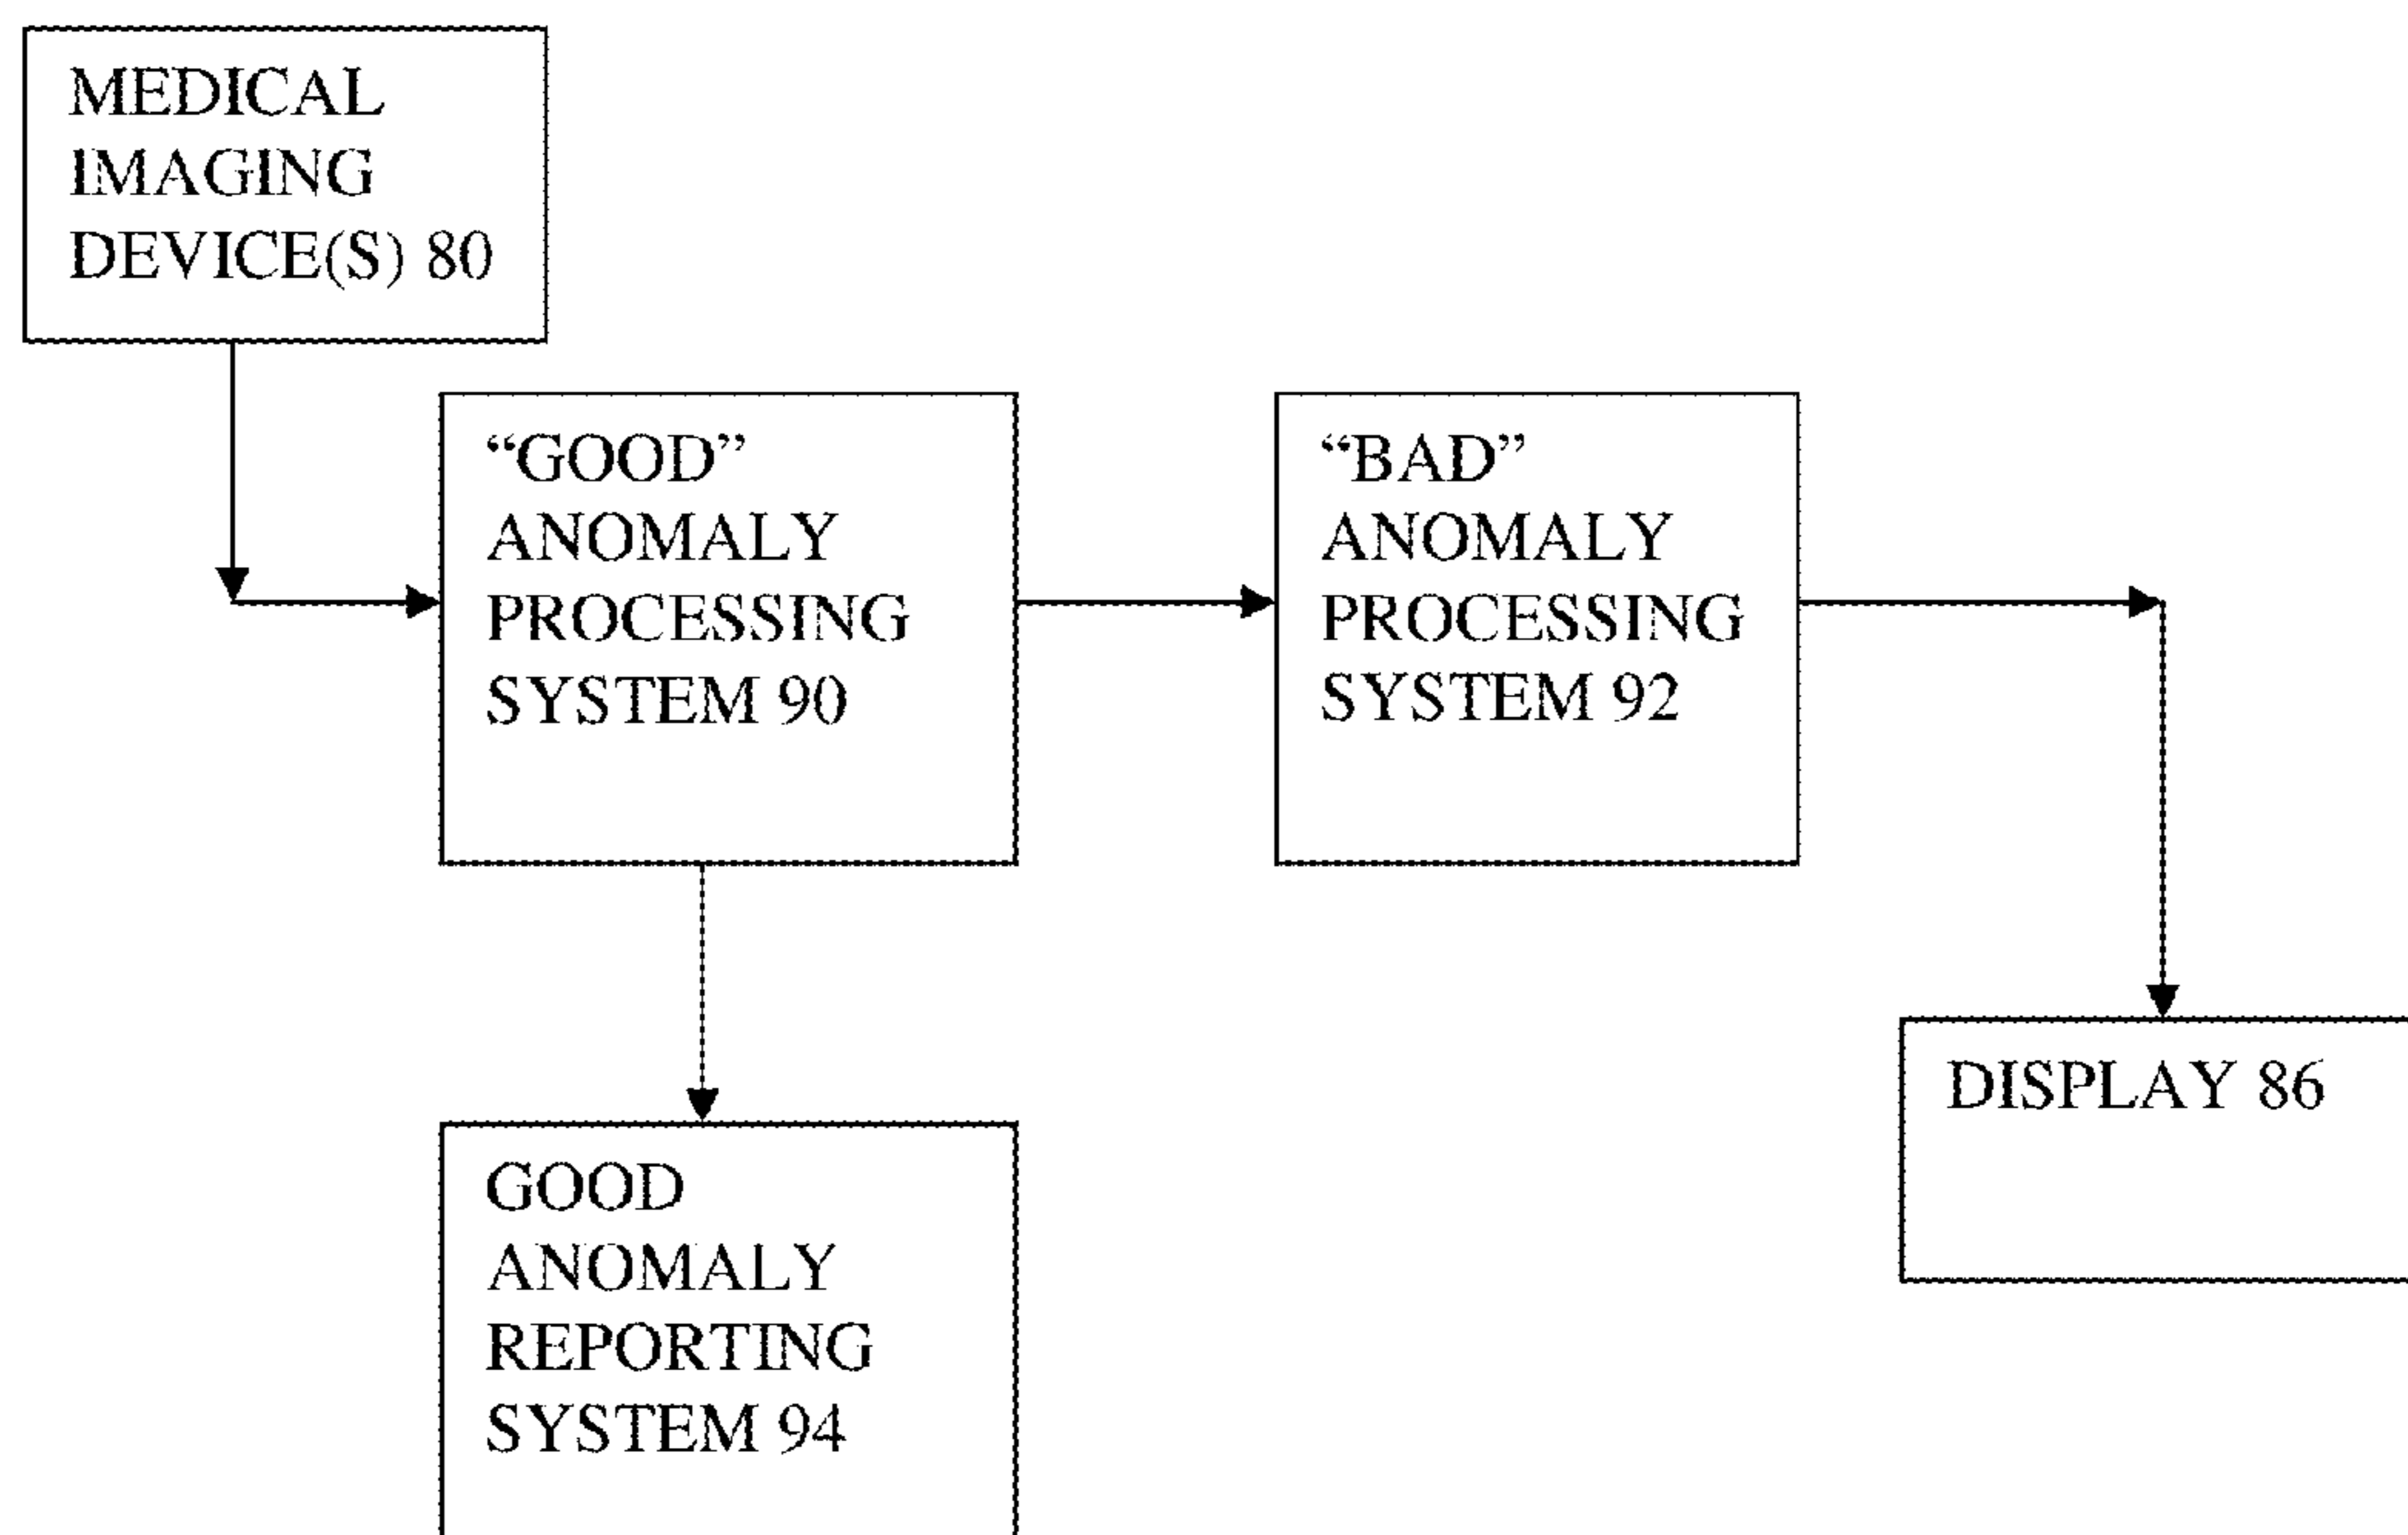 MEDICAL
IMAGING
DEVICE(S) 80
“GOOD”
ANOMALY
PROCESSING
SYSTEM 90
“BAD”
ANOMALY
PROCESSING
SYSTEM 92
DISPLAY 86
GOOD
ANOMALY
REPORTING
SYSTEM 94